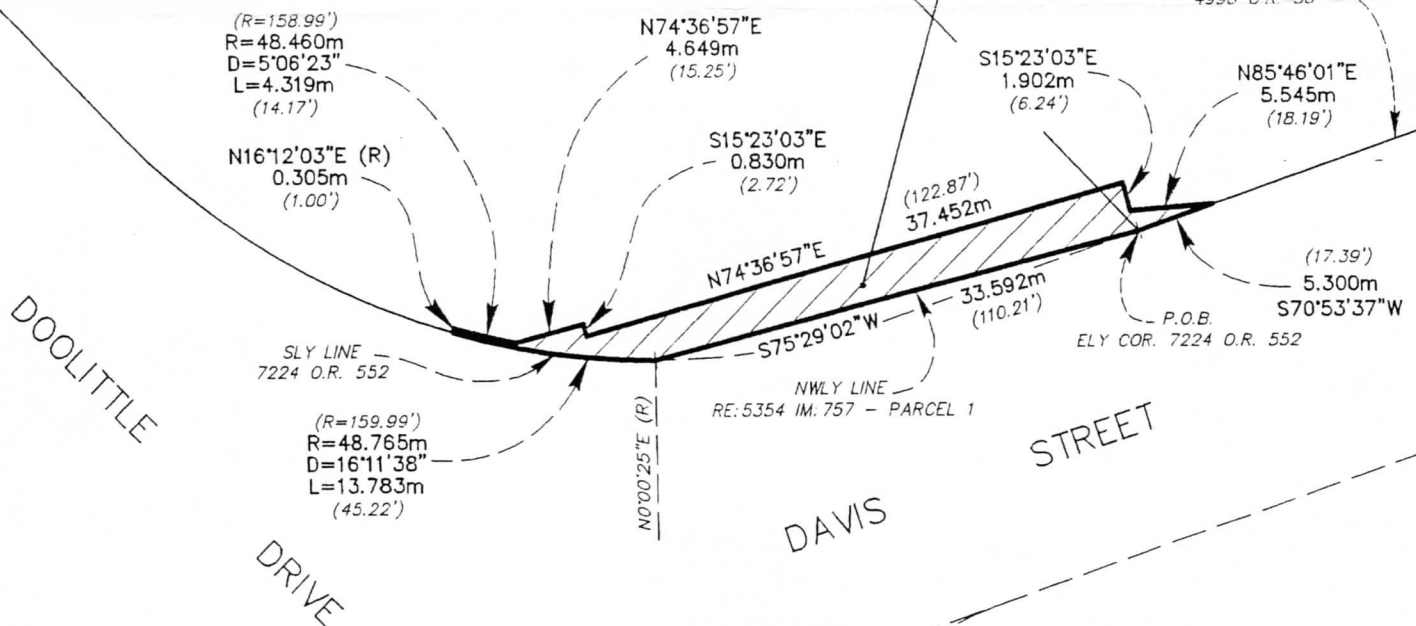 (R=158.99')
R=48.460m
D=5°06'23"
L=4.319m
(14.17')
N16°12'03"E (R)
0.305m
(1.00')
N74°36'57"E
4.649m
(15.25')
S15°23'03"E
0.830m
(2.72')
S15°23'03"E
1.902m
(6.24')
N85°46'01"E
5.545m
(18.19')
(122.87')
37.452m
N74°36'57"E
33.592m
(110.21')
S75°29'02"W
(17.39')
5.300m
S70°53'37"W
P.O.B.
ELY COR. 7224 O.R. 552
SLY LINE
7224 O.R. 552
NWLY LINE
RE: 5354 IM: 757 - PARCEL 1
(R=159.99')
R=48.765m
D=16°11'38"
L=13.783m
(45.22')
N0°00'25"E (R)
DOOLITTLE
DRIVE
DAVIS
STREET